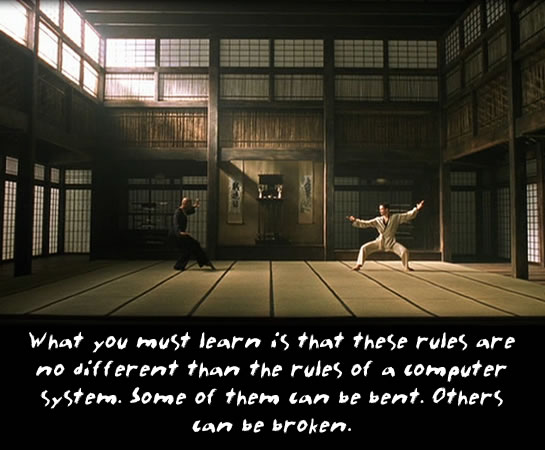 What you must learn is that these rules are
no different than the rules of a computer
system. Some of them can be bent. Others
can be broken.